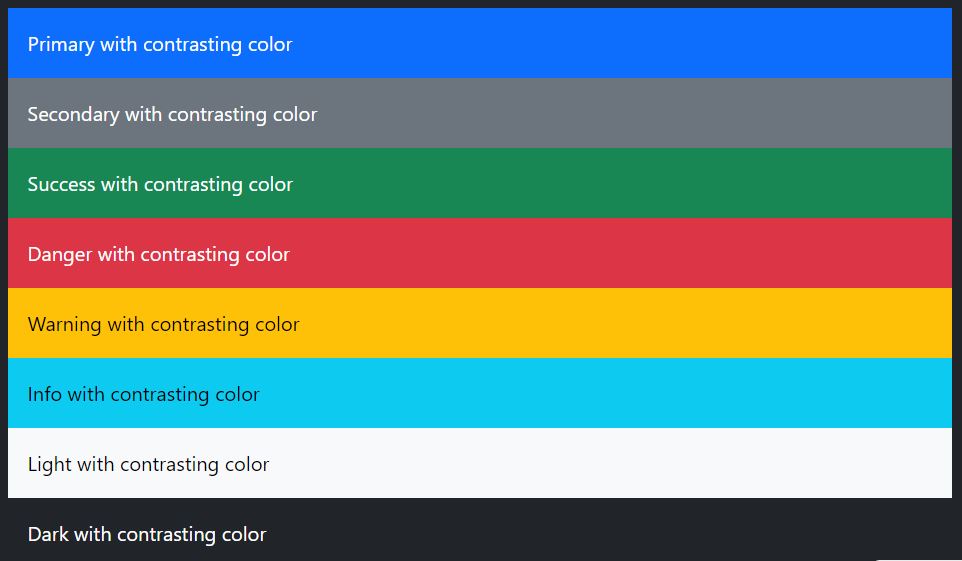 Primary with contrasting color
Secondary with contrasting color
Success with contrasting color
Danger with contrasting color
Warning with contrasting color
Info with contrasting color
Light with contrasting color
Dark with contrasting color